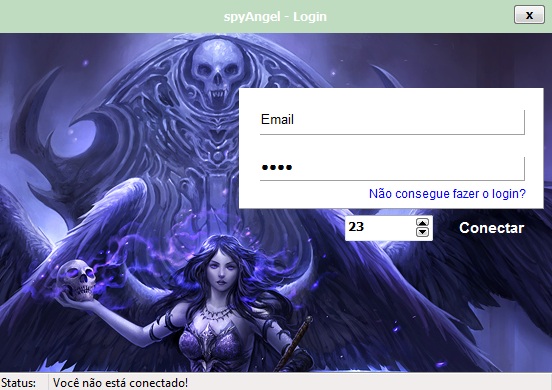 spyAngel - Login
x
Email
••••
Não consegue fazer o login?
23
Conectar
Status: Você não está conectado!